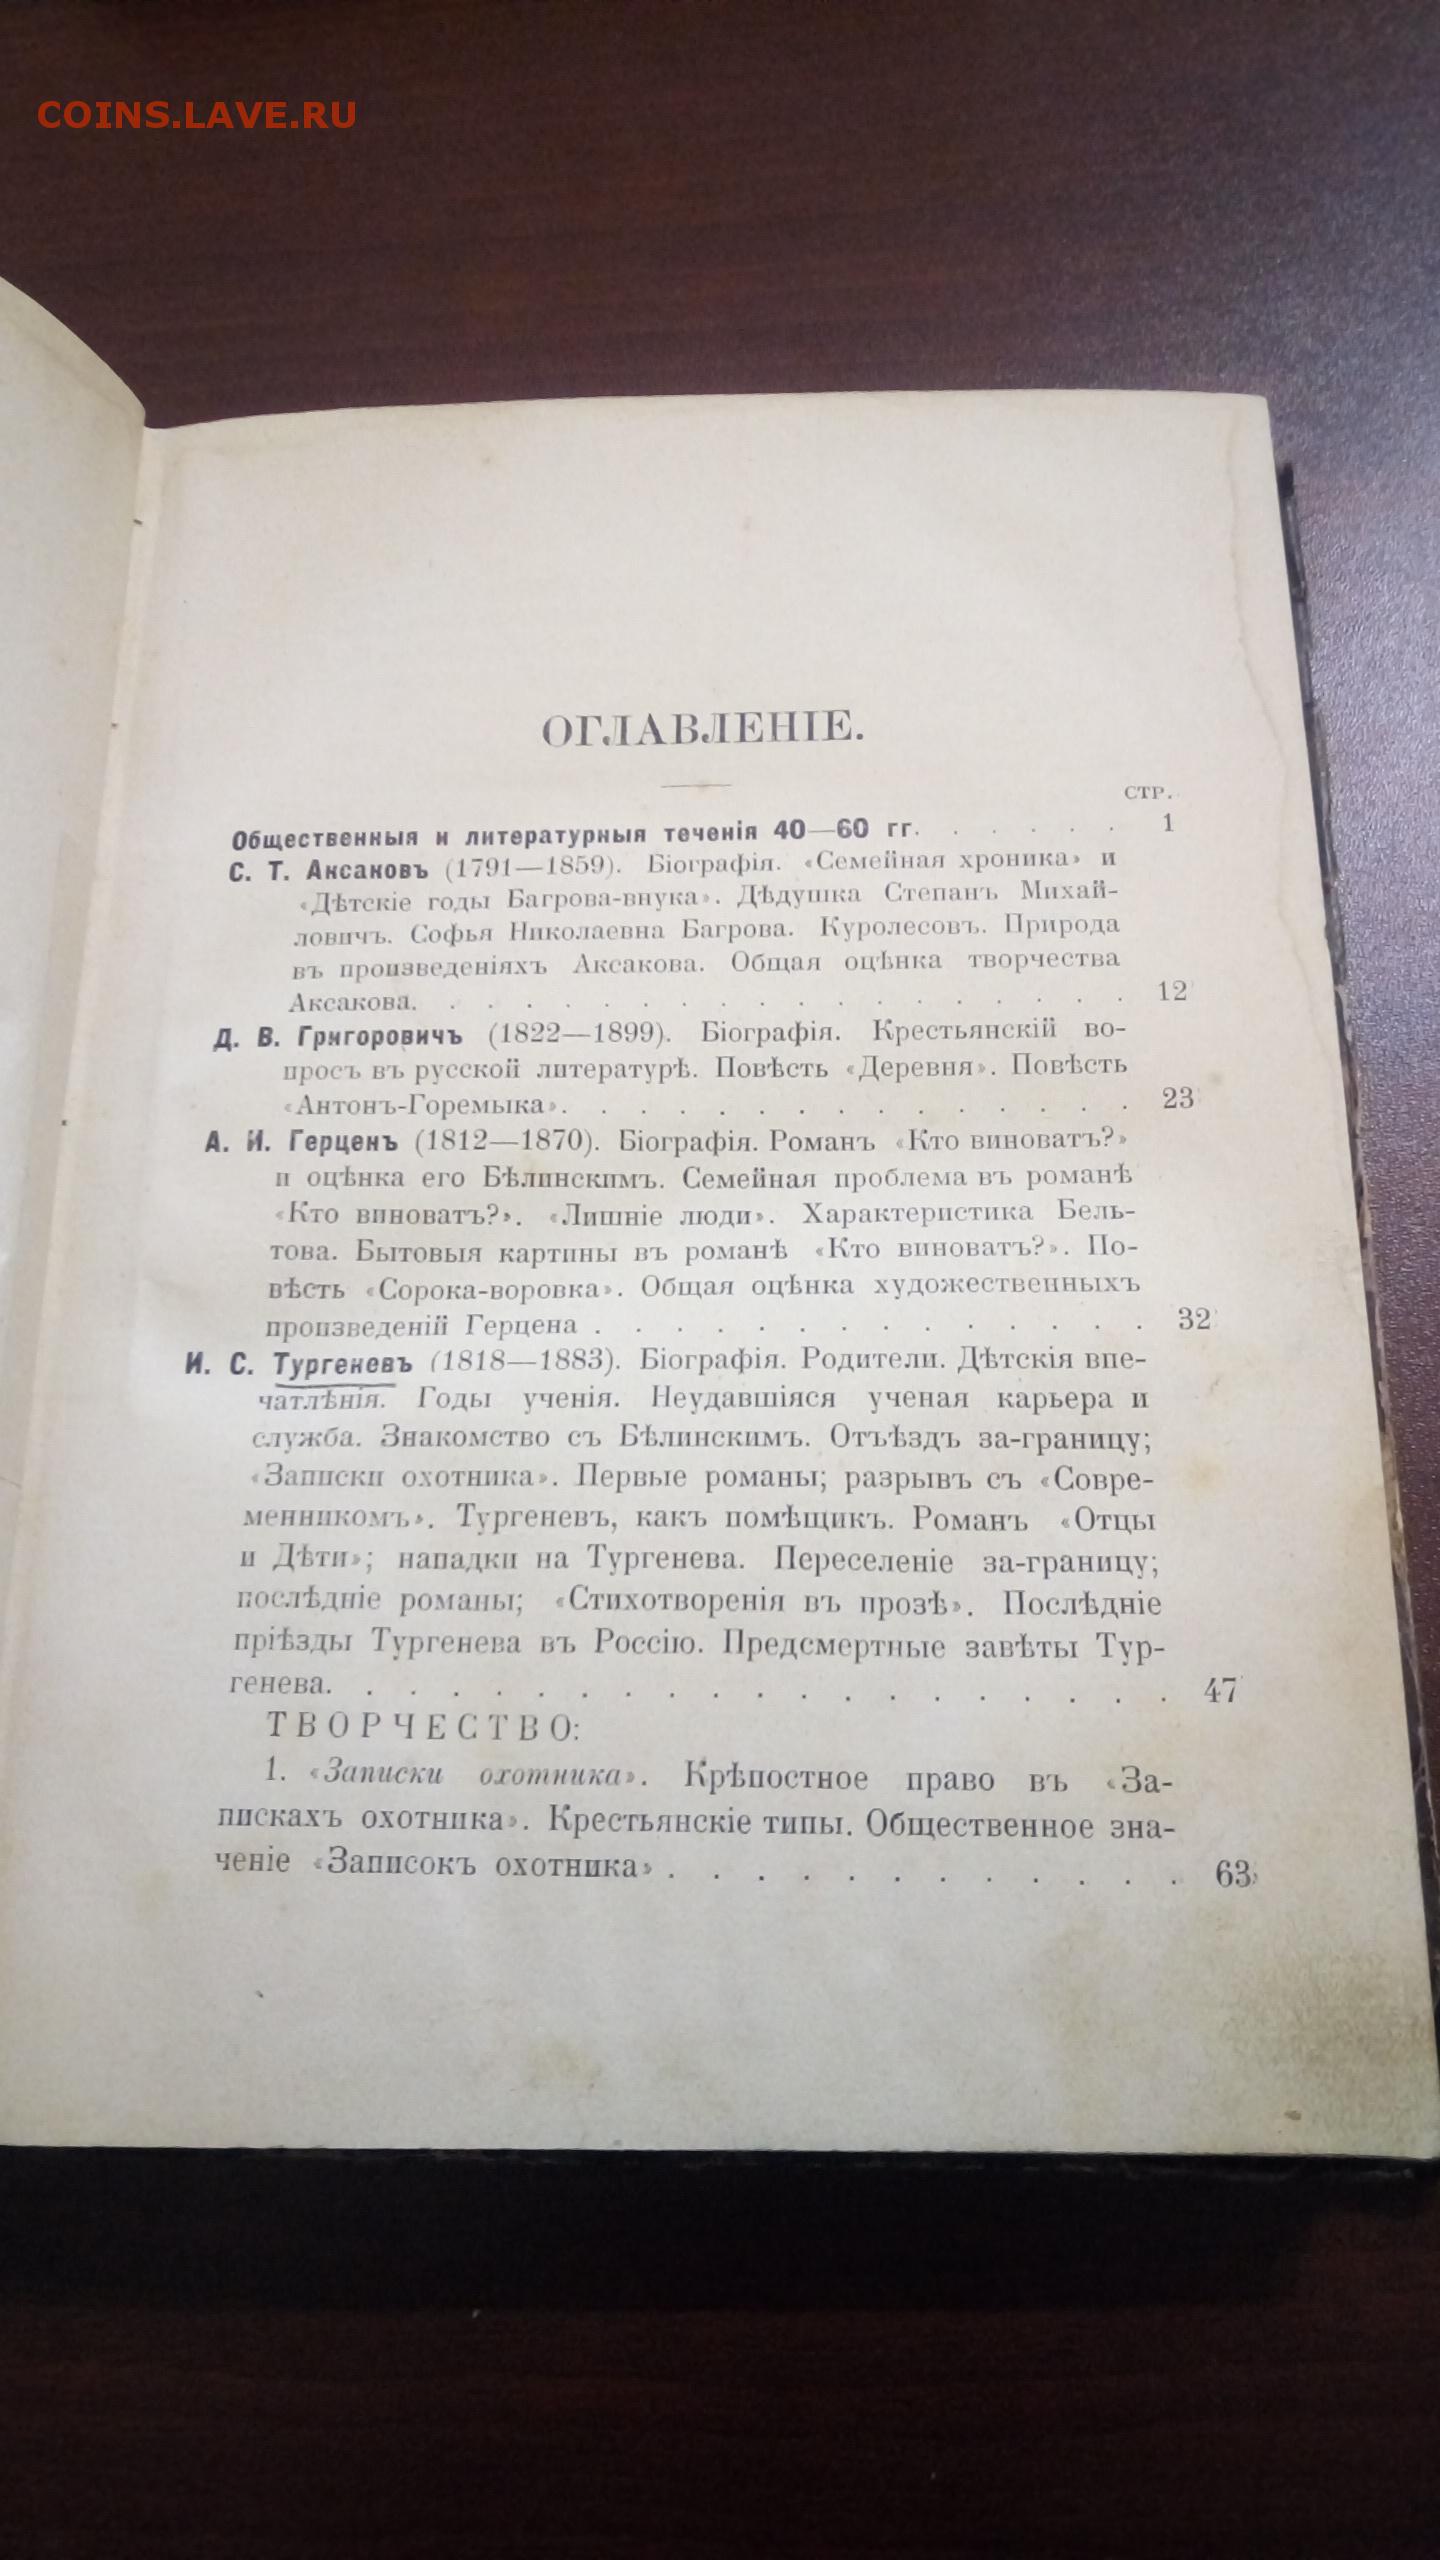 COINS.LAVE.RU
ОГЛАВЛЕНІЕ.
СТР.
Общественныя и литературныя теченія 40—60 гг. . . . . . 1
С. Т. Аксаковъ (1791—1859). Біографія. «Семейная хроника» и
«Дѣтскіе годы Багрова-внука». Дѣдушка Степанъ Михай-
ловичъ. Софья Николаевна Багрова. Куролесовъ. Природа
въ произведеніяхъ Аксакова. Общая оцѣнка творчества
Аксакова. . . . . . . . . . . . . . . . . . . . 12
Д. В. Григоровичъ (1822—1899). Біографія. Крестьянскій во-
просъ въ русской литературѣ. Повѣсть «Деревня». Повѣсть
«Антонъ-Горемыка». . . . . . . . . . . . . . . . 23
А. И. Герценъ (1812—1870). Біографія. Романъ «Кто виноватъ?»
и оцѣнка его Бѣлинскимъ. Семейная проблема въ романѣ
«Кто виноватъ?». «Лишніе люди». Характеристика Бель-
това. Бытовыя картины въ романѣ «Кто виноватъ?». По-
вѣсть «Сорока-воровка». Общая оцѣнка художественныхъ
произведеній Герцена . . . . . . . . . . . . . . 32
И. С. Тургеневъ (1818—1883). Біографія. Родители. Дѣтскія впе-
чатлѣнія. Годы ученія. Неудавшіяся ученая карьера и
служба. Знакомство съ Бѣлинскимъ. Отъѣздъ за-границу;
«Записки охотника». Первые романы; разрывъ съ «Совре-
менникомъ». Тургеневъ, какъ помѣщикъ. Романъ «Отцы
и Дѣти»; нападки на Тургенева. Переселеніе за-границу;
послѣдніе романы; «Стихотворенія въ прозѣ». Послѣдніе
пріѣзды Тургенева въ Россію. Предсмертные завѣты Тур-
генева. . . . . . . . . . . . . . . . . . . . . 47
ТВОРЧЕСТВО:
1. «Записки охотника». Крѣпостное право въ «За-
пискахъ охотника». Крестьянскіе типы. Общественное зна-
ченіе «Записокъ охотника» . . . . . . . . . . . . 63